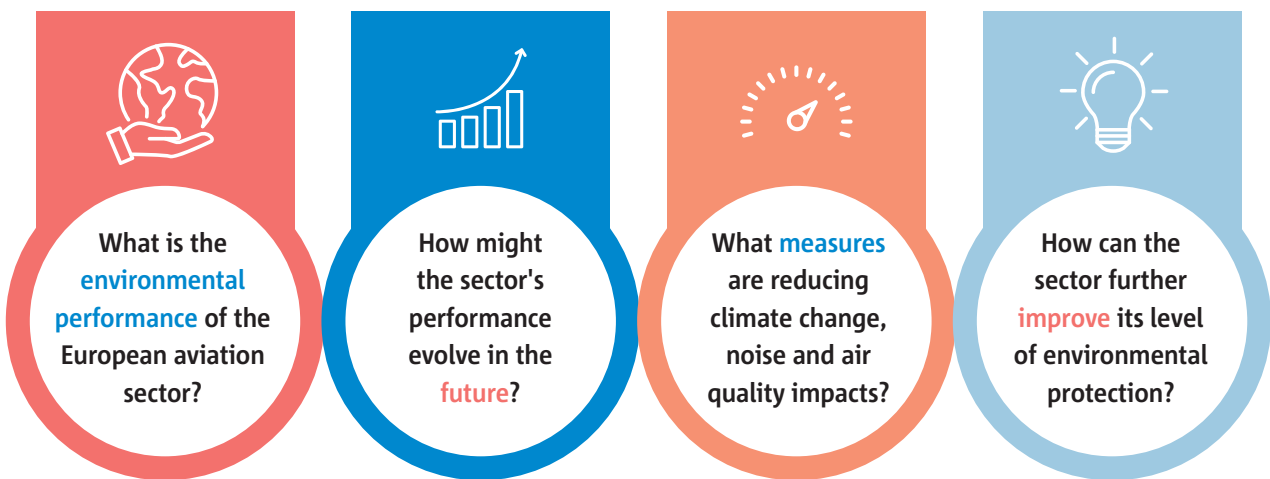 What is the
environmental
performance of the
European aviation
sector?
How might
the sector's
performance
evolve in the
future?
What measures
are reducing
climate change,
noise and air
quality impacts?
How can the
sector further
improve its level
of environmental
protection?